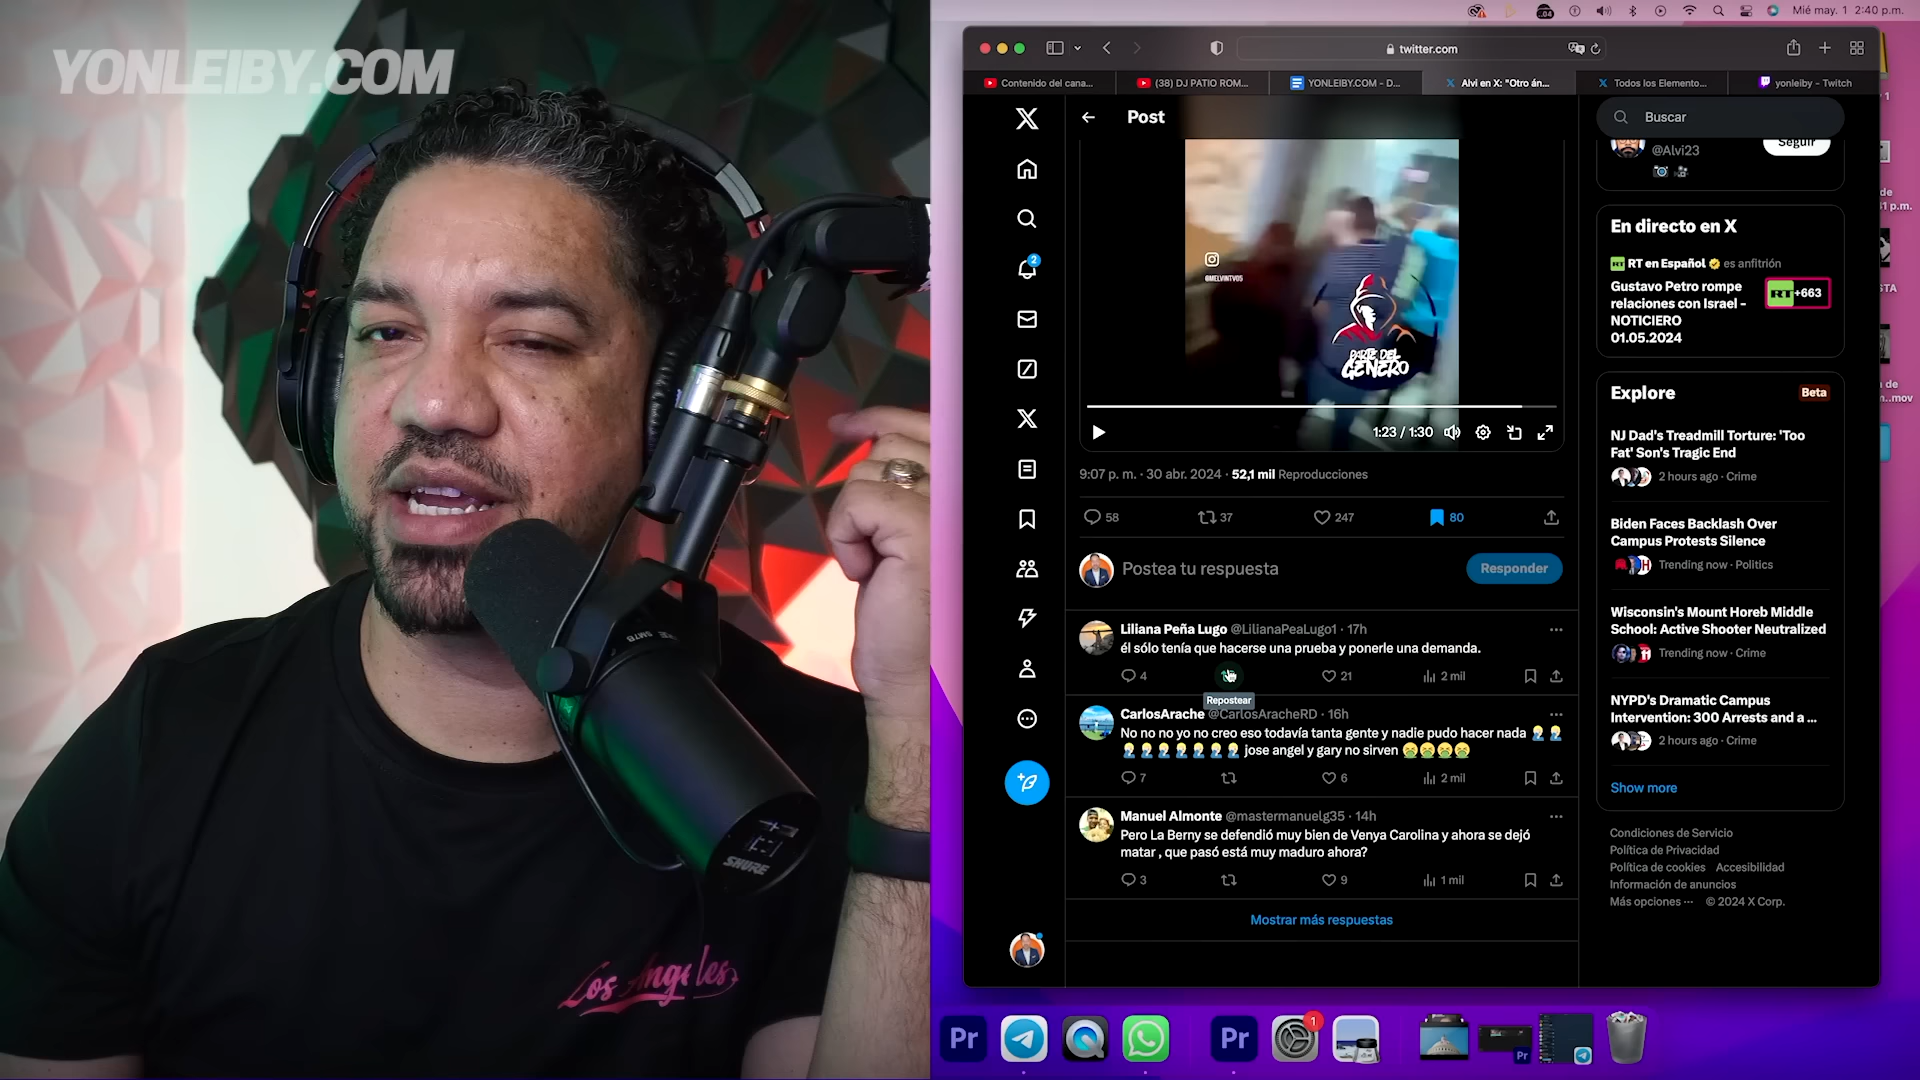 YONLEIBY.COM
SM7B
SHURE
Los Angeles
Mié may. 1 2:40 p.m.
twitter.com
Contenido del cana...
(38) DJ PATIO ROM...
YONLEIBY.COM - D...
Alvi en X: "Otro án...
Todos los Elemento...
yonleiby - Twitch
Post
2
@MELVINTV05
PARTE DEL
GÉNERO
1:23 / 1:30
9:07 p. m. · 30 abr. 2024 · 52,1 mil Reproducciones
58
37
247
80
Postea tu respuesta
Responder
Liliana Peña Lugo @LilianaPeaLugo1 · 17h
él sólo tenía que hacerse una prueba y ponerle una demanda.
4
21
2 mil
Repostear
CarlosArache @CarlosAracheRD · 16h
No no no yo no creo eso todavía tanta gente y nadie pudo hacer nada 🤦🏼‍♂️🤦🏼‍♂️
🤦🏼‍♂️🤦🏼‍♂️🤦🏼‍♂️🤦🏼‍♂️🤦🏼‍♂️🤦🏼‍♂️🤦🏼‍♂️ jose angel y gary no sirven 🤮🤮🤮🤮
7
6
2 mil
Manuel Almonte @mastermanuelg35 · 14h
Pero La Berny se defendió muy bien de Venya Carolina y ahora se dejó
matar , que pasó está muy maduro ahora?
3
9
1 mil
Mostrar más respuestas
Buscar
@Alvi23
Seguir
En directo en X
RT en Español es anfitrión
Gustavo Petro rompe
relaciones con Israel -
NOTICIERO
01.05.2024
RT +663
Explore
Beta
NJ Dad's Treadmill Torture: 'Too
Fat' Son's Tragic End
2 hours ago · Crime
Biden Faces Backlash Over
Campus Protests Silence
Trending now · Politics
Wisconsin's Mount Horeb Middle
School: Active Shooter Neutralized
Trending now · Crime
NYPD's Dramatic Campus
Intervention: 300 Arrests and a ...
2 hours ago · Crime
Show more
Condiciones de Servicio
Política de Privacidad
Política de cookies Accesibilidad
Información de anuncios
Más opciones ··· © 2024 X Corp.
Pr
Pr
1
Pr